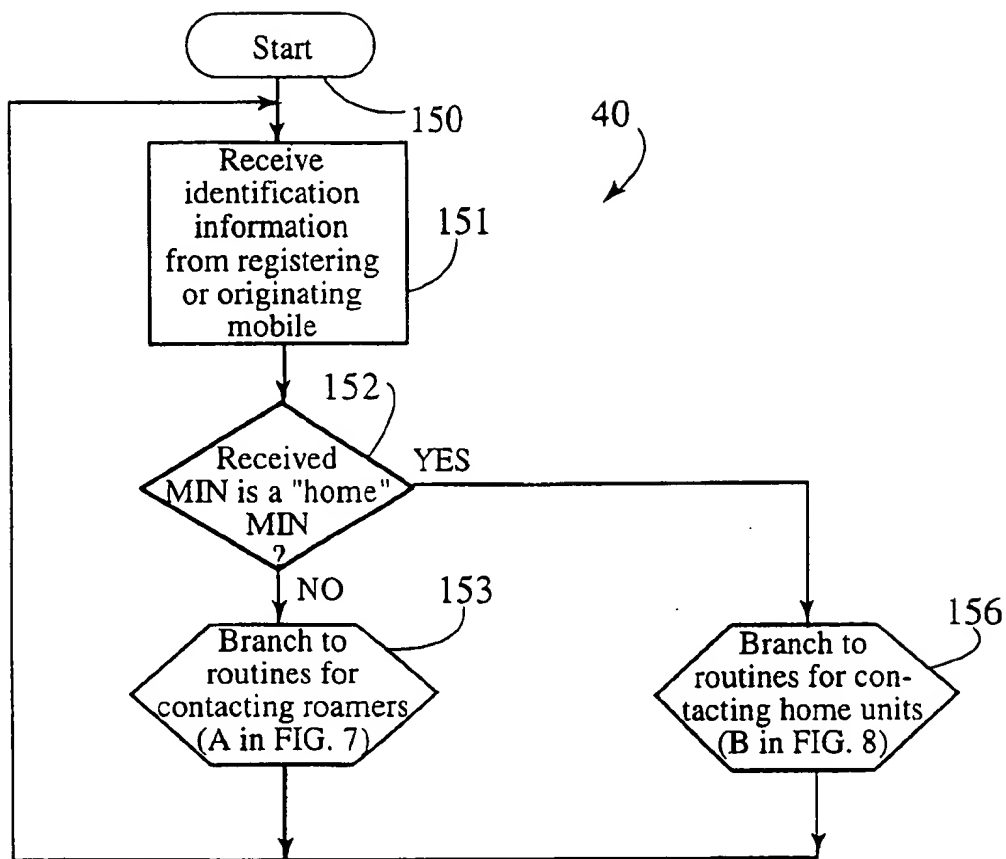 Start
150
40
Receive
identification
information
from registering
or originating
mobile
151
152
Received
MIN is a "home"
MIN
?
YES
NO
153
Branch to
routines for
contacting roamers
(A in FIG. 7)
156
Branch to
routines for con-
tacting home units
(B in FIG. 8)